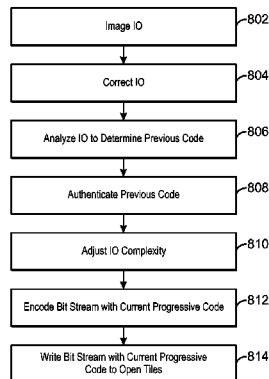 Image IO
802
Correct IO
804
Analyze IO to Determine Previous Code
806
Authenticate Previous Code
808
Adjust IO Complexity
810
Encode Bit Stream with Current Progressive Code
812
Write Bit Stream with Current Progressive
Code to Open Tiles
814